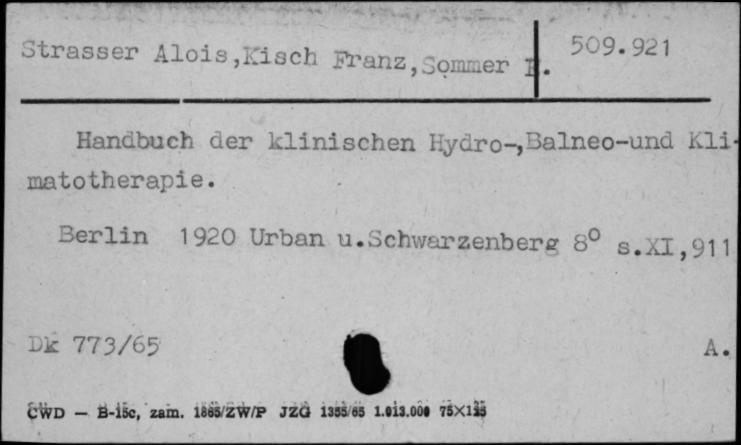 Strasser Alois,Kisch Franz,Sommer E. 509.921
Handbuch der klinischen Hydro-,Balneo-und Kli-
matotherapie.
Berlin 1920 Urban u.Schwarzenberg 8° s.XI,911
Dk 773/65 A.
CWD — B-15c, zam. 1865/ZW/P JZG 1355/65 1.013.000 75×125